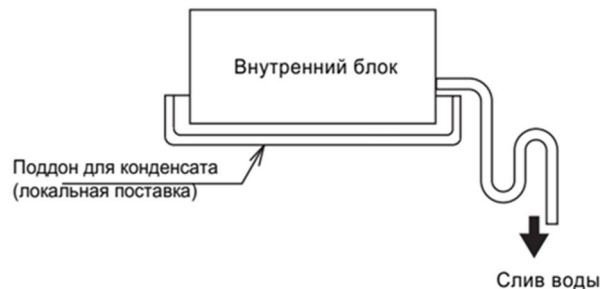 Внутренний блок
Поддон для конденсата
(локальная поставка)
Слив воды